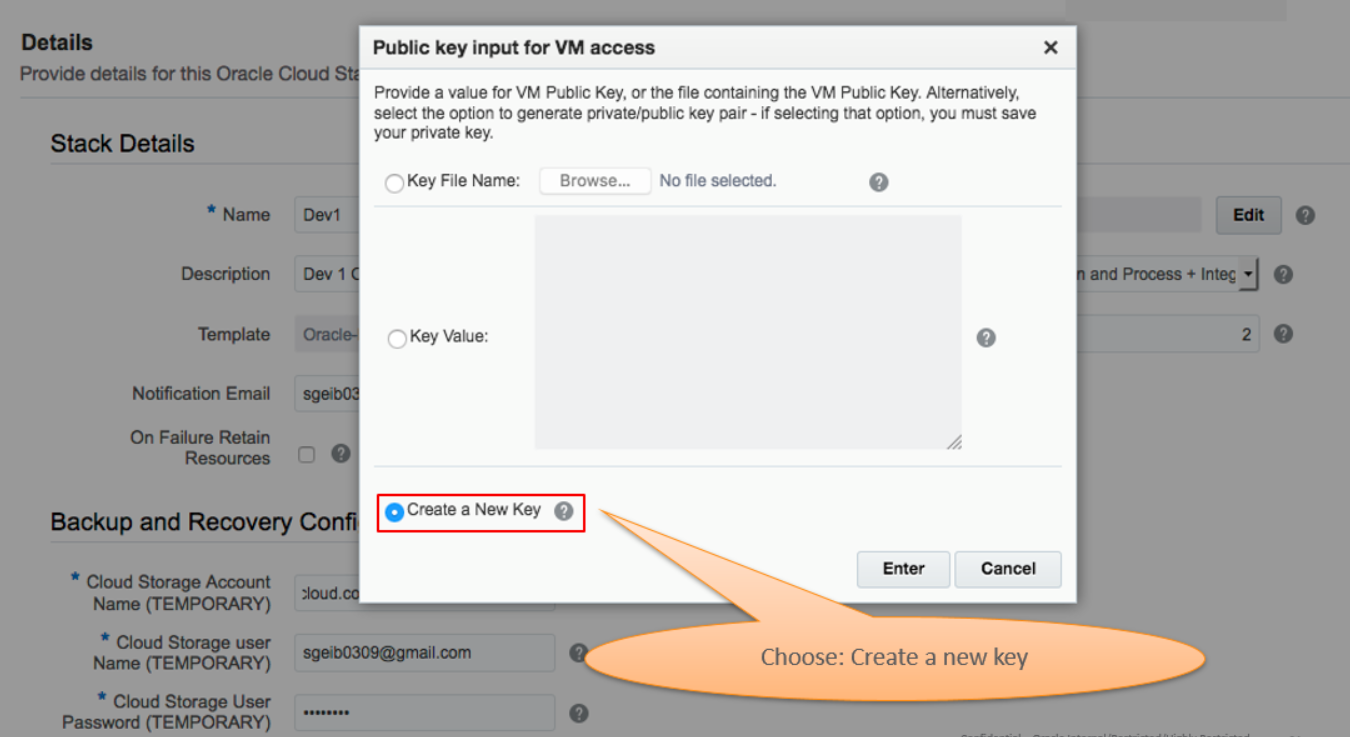 Details
Provide details for this Oracle Cloud Sta
Stack Details
* Name
Dev1
Edit
Description
Dev 1 C
n and Process + Integ
Template
Oracle-
2
Notification Email
sgeib03
On Failure Retain
Resources
Backup and Recovery Confi
* Cloud Storage Account
Name (TEMPORARY)
cloud.co
* Cloud Storage user
Name (TEMPORARY)
sgeib0309@gmail.com
* Cloud Storage User
Password (TEMPORARY)
••••••••
Public key input for VM access
Provide a value for VM Public Key, or the file containing the VM Public Key. Alternatively,
select the option to generate private/public key pair - if selecting that option, you must save
your private key.
Key File Name:
Browse...
No file selected.
Key Value:
Create a New Key
Enter
Cancel
Choose: Create a new key